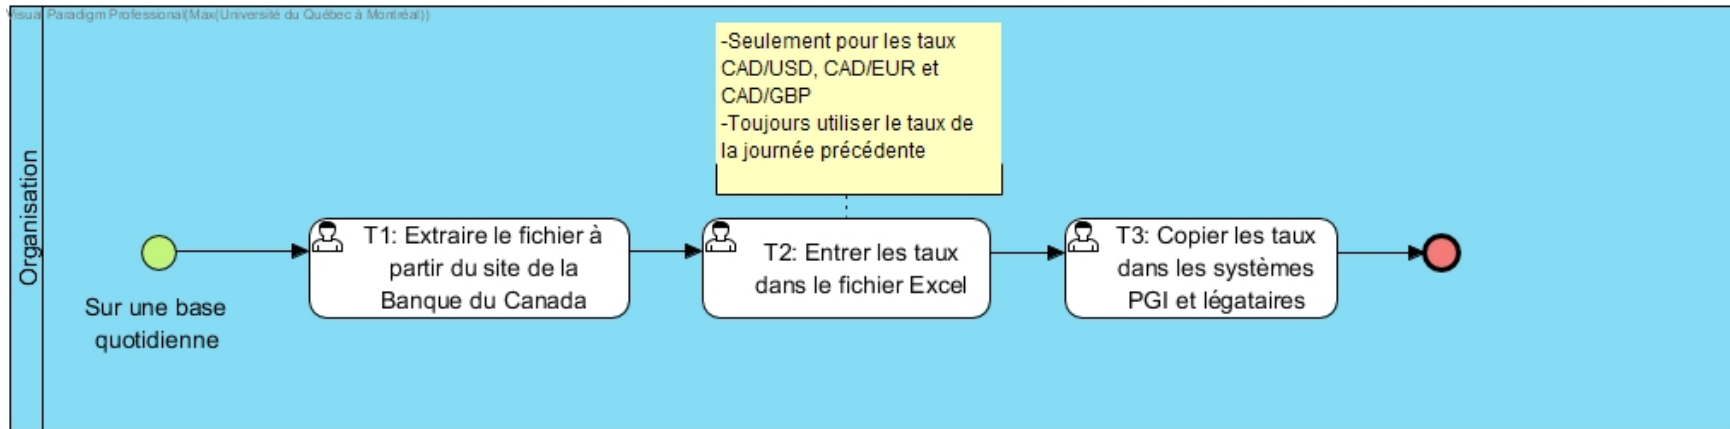 Visual Paradigm Professional(Max(Université du Québec à Montréal))
Organisation
Sur une base
quotidienne
T1: Extraire le fichier à
partir du site de la
Banque du Canada
-Seulement pour les taux
CAD/USD, CAD/EUR et
CAD/GBP
-Toujours utiliser le taux de
la journée précédente
T2: Entrer les taux
dans le fichier Excel
T3: Copier les taux
dans les systèmes
PGI et légataires